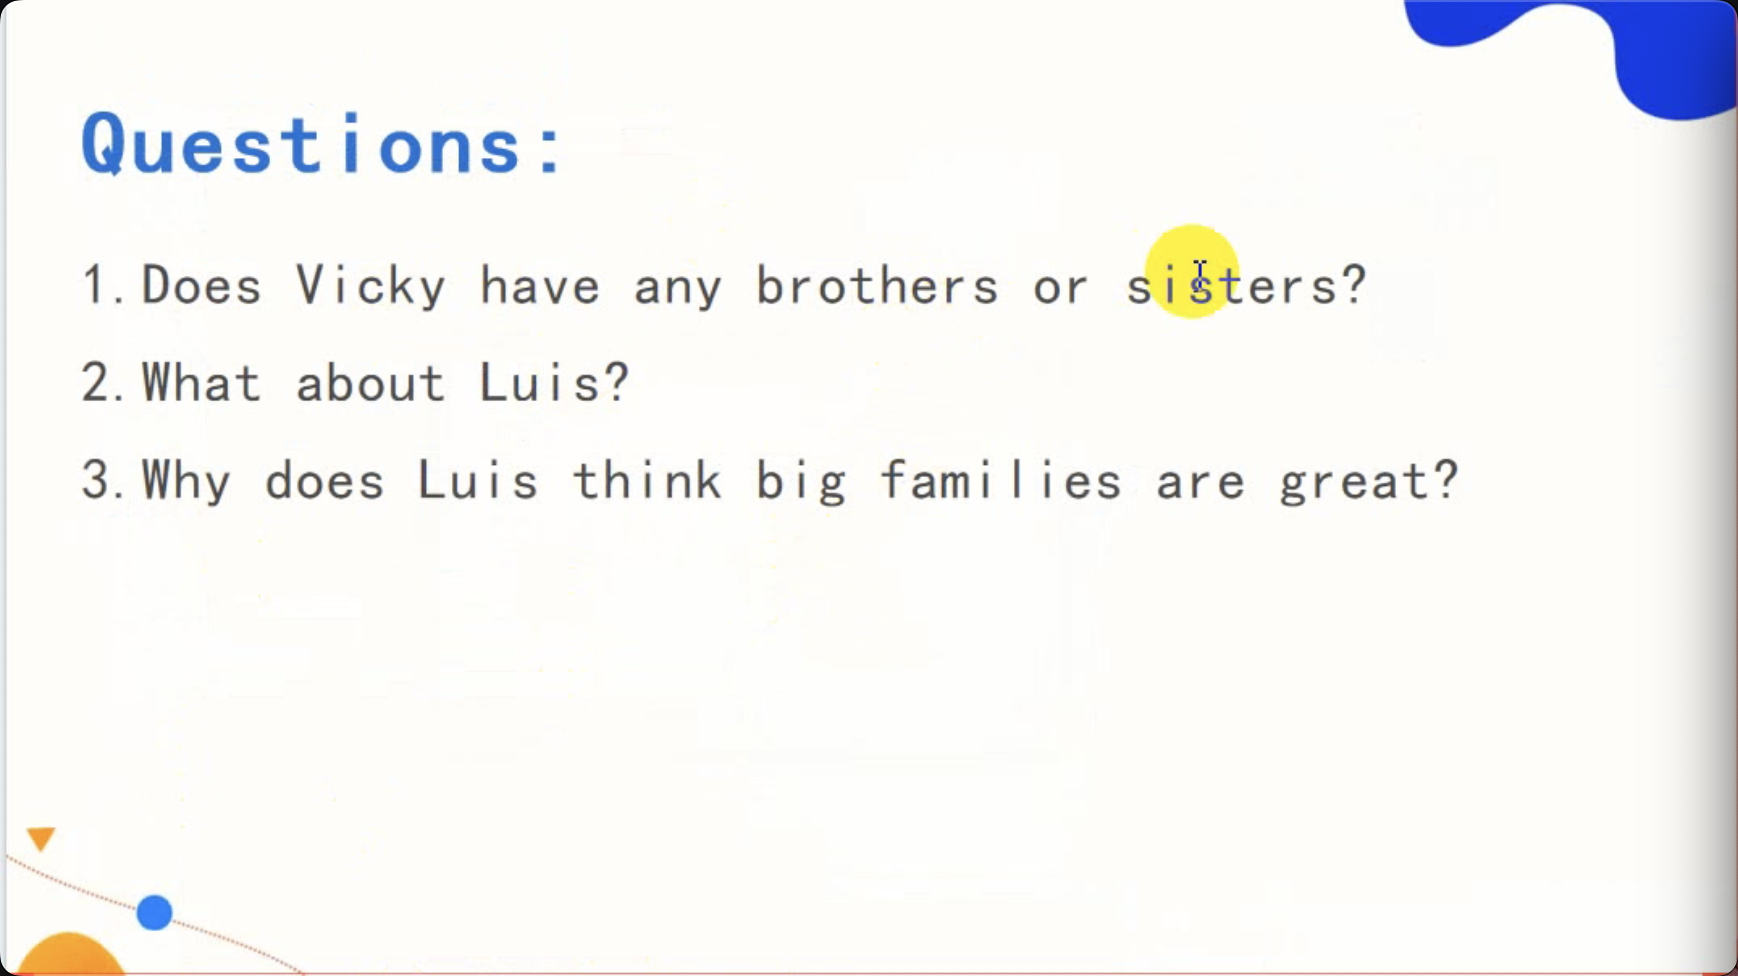 Questions:
1. Does Vicky have any brothers or sisters?
2. What about Luis?
3. Why does Luis think big families are great?